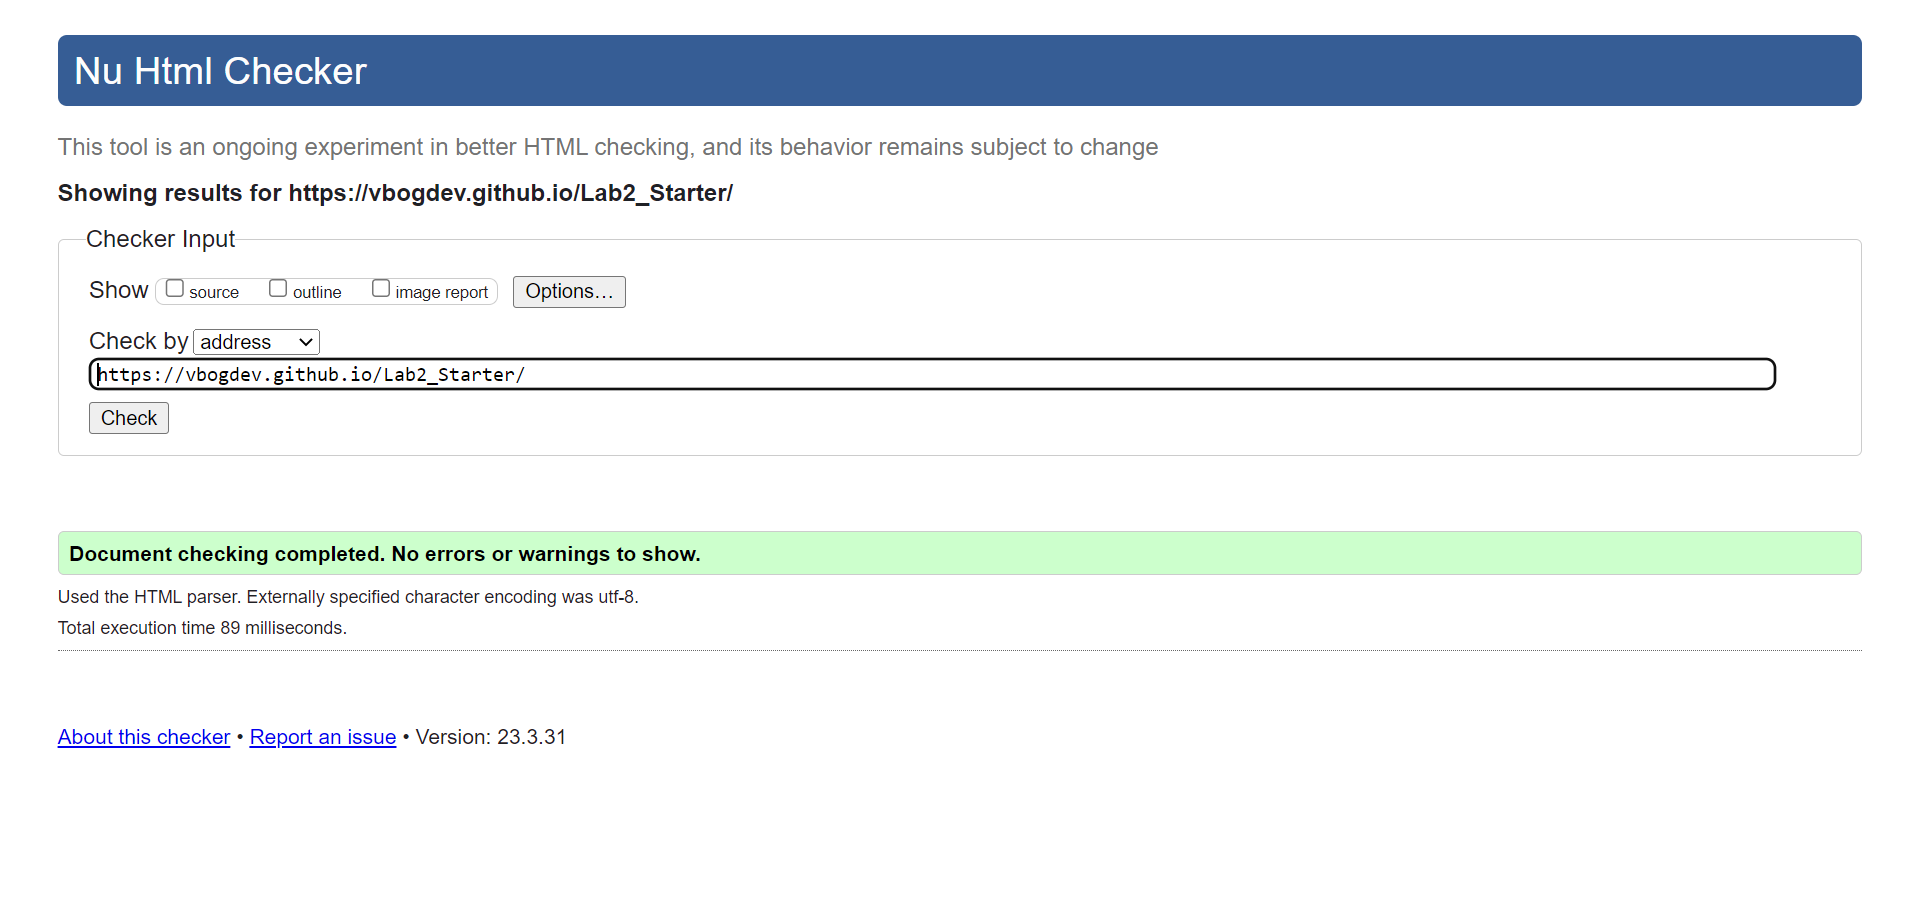 Nu Html Checker
This tool is an ongoing experiment in better HTML checking, and its behavior remains subject to change
Showing results for https://vbogdev.github.io/Lab2_Starter/
Checker Input
Show source outline image report Options…
Check by address
https://vbogdev.github.io/Lab2_Starter/
Check
Document checking completed. No errors or warnings to show.
Used the HTML parser. Externally specified character encoding was utf-8.
Total execution time 89 milliseconds.
About this checker • Report an issue • Version: 23.3.31